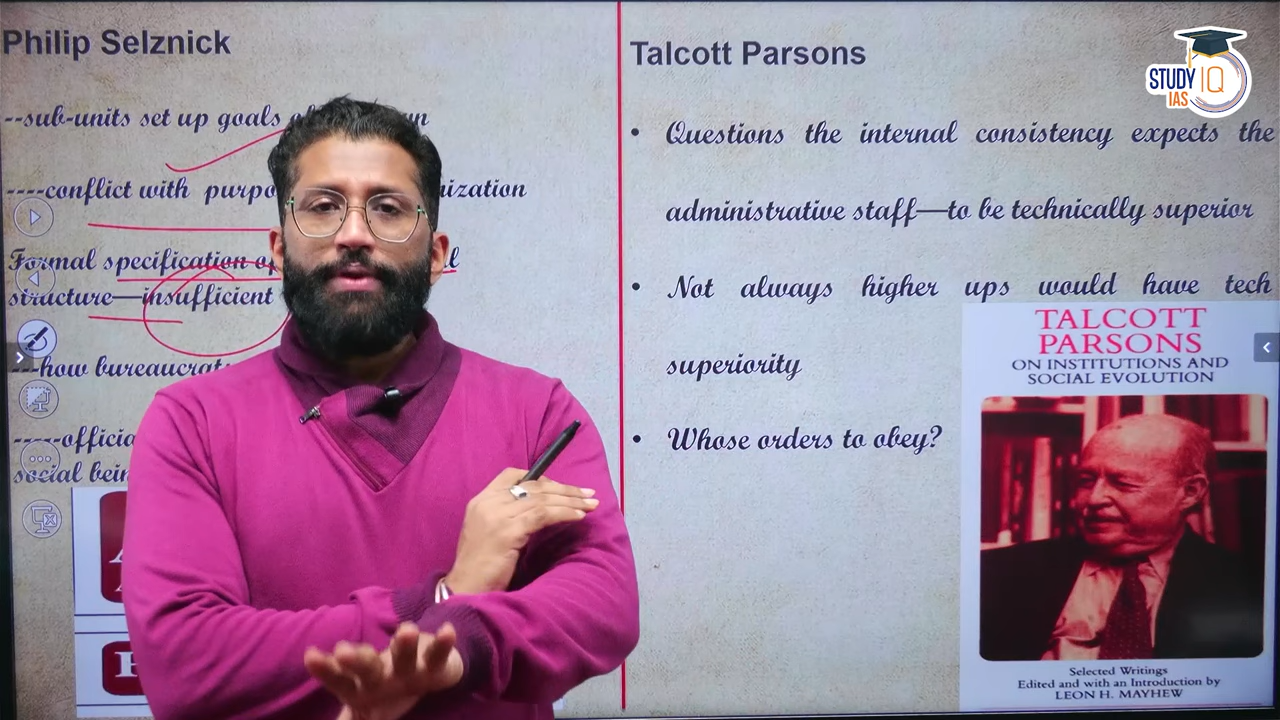 Philip Selznick
--sub-units set up goals
----conflict with
Formal specification
structure—insufficient
---how
social
Talcott Parsons
• Questions the internal consistency expects the
administrative staff—to be technically superior
• Not always higher ups would have tech
superiority
• Whose orders to obey?
STUDY IQ
IAS
TALCOTT
PARSONS
ON INSTITUTIONS AND
SOCIAL EVOLUTION
Selected Writings
Edited and with an Introduction by
LEON H. MAYHEW